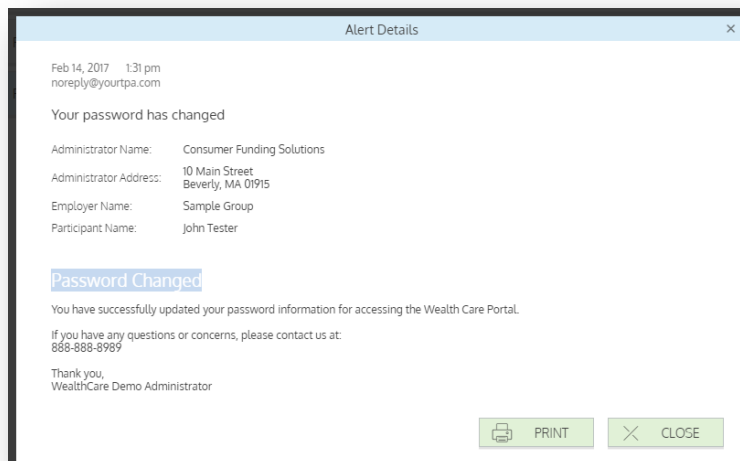 Alert Details
Feb 14, 2017 1:31 pm
noreply@yourtpa.com
Your password has changed
Administrator Name: Consumer Funding Solutions
Administrator Address: 10 Main Street
Beverly, MA 01915
Employer Name: Sample Group
Participant Name: John Tester
Password Changed
You have successfully updated your password information for accessing the Wealth Care Portal.
If you have any questions or concerns, please contact us at:
888-888-8989
Thank you,
WealthCare Demo Administrator
PRINT CLOSE